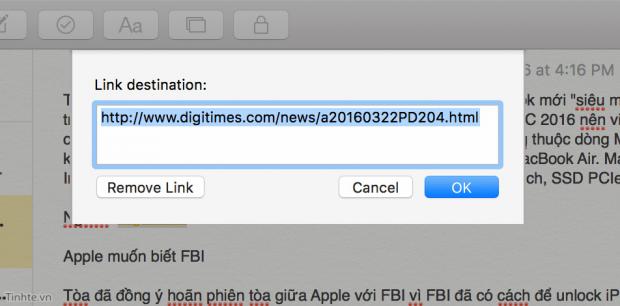 Aa
6 at 4:16 PM
Link destination:
http://www.digitimes.com/news/a20160322PD204.html
Remove Link
Cancel
OK
mới "siêu m
C 2016 nên vi
thuộc dòng M
MacBook Air. Ma
ch, SSD PCIe
Apple muốn biết FBI
Tòa đã đồng ý hoãn phiên tòa giữa Apple với FBI vì FBI đã có cách để unlock iP
Tinhte.vn